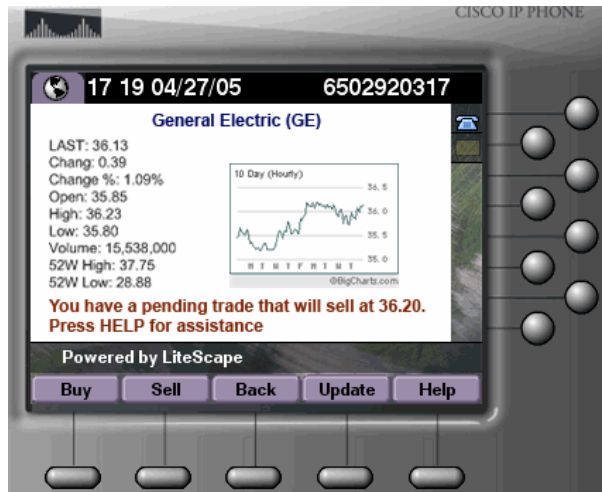 CISCO IP PHONE
17 19 04/27/05 6502920317
General Electric (GE)
LAST: 36.13
Chang: 0.39
Change %: 1.09%
Open: 35.85
High: 36.23
Low: 35.80
Volume: 15,538,000
52W High: 37.75
52W Low: 28.88
10 Day (Hourly)
36.5
36.0
35.5
35.0
M T W T F M T W T
©BigCharts.com
You have a pending trade that will sell at 36.20.
Press HELP for assistance
Powered by LiteScape
Buy Sell Back Update Help